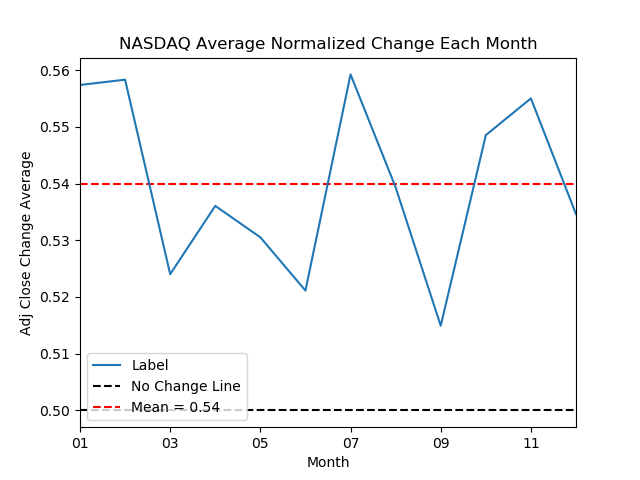 NASDAQ Average Normalized Change Each Month
Adj Close Change Average
0.56
0.55
0.54
0.53
0.52
0.51
0.50
Label
No Change Line
Mean = 0.54
01 03 05 07 09 11
Month